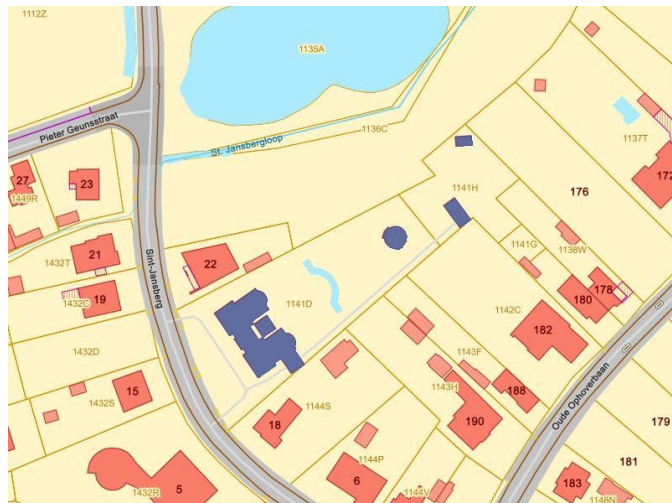 1112Z
1135A
Pieter Geunsstraat
St. Jansbergloop
1136C
1137T
172
27
23
1449R
1141H
176
1432T
21
22
Sint-Jansberg
1141G
1138W
19
1432C
1141D
178
180
1142C
182
1432D
1143F
1143H
188
Oude Ophoverbaan
15
1432S
1144S
18
190
179
1144P
181
5
1432R
6
1144V
183
1148N